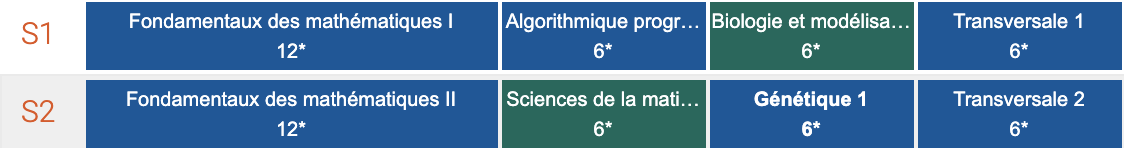 S1
Fondamentaux des mathématiques I
12*
Algorithmique progr…
6*
Biologie et modélisa…
6*
Transversale 1
6*
S2
Fondamentaux des mathématiques II
12*
Sciences de la mati…
6*
Génétique 1
6*
Transversale 2
6*